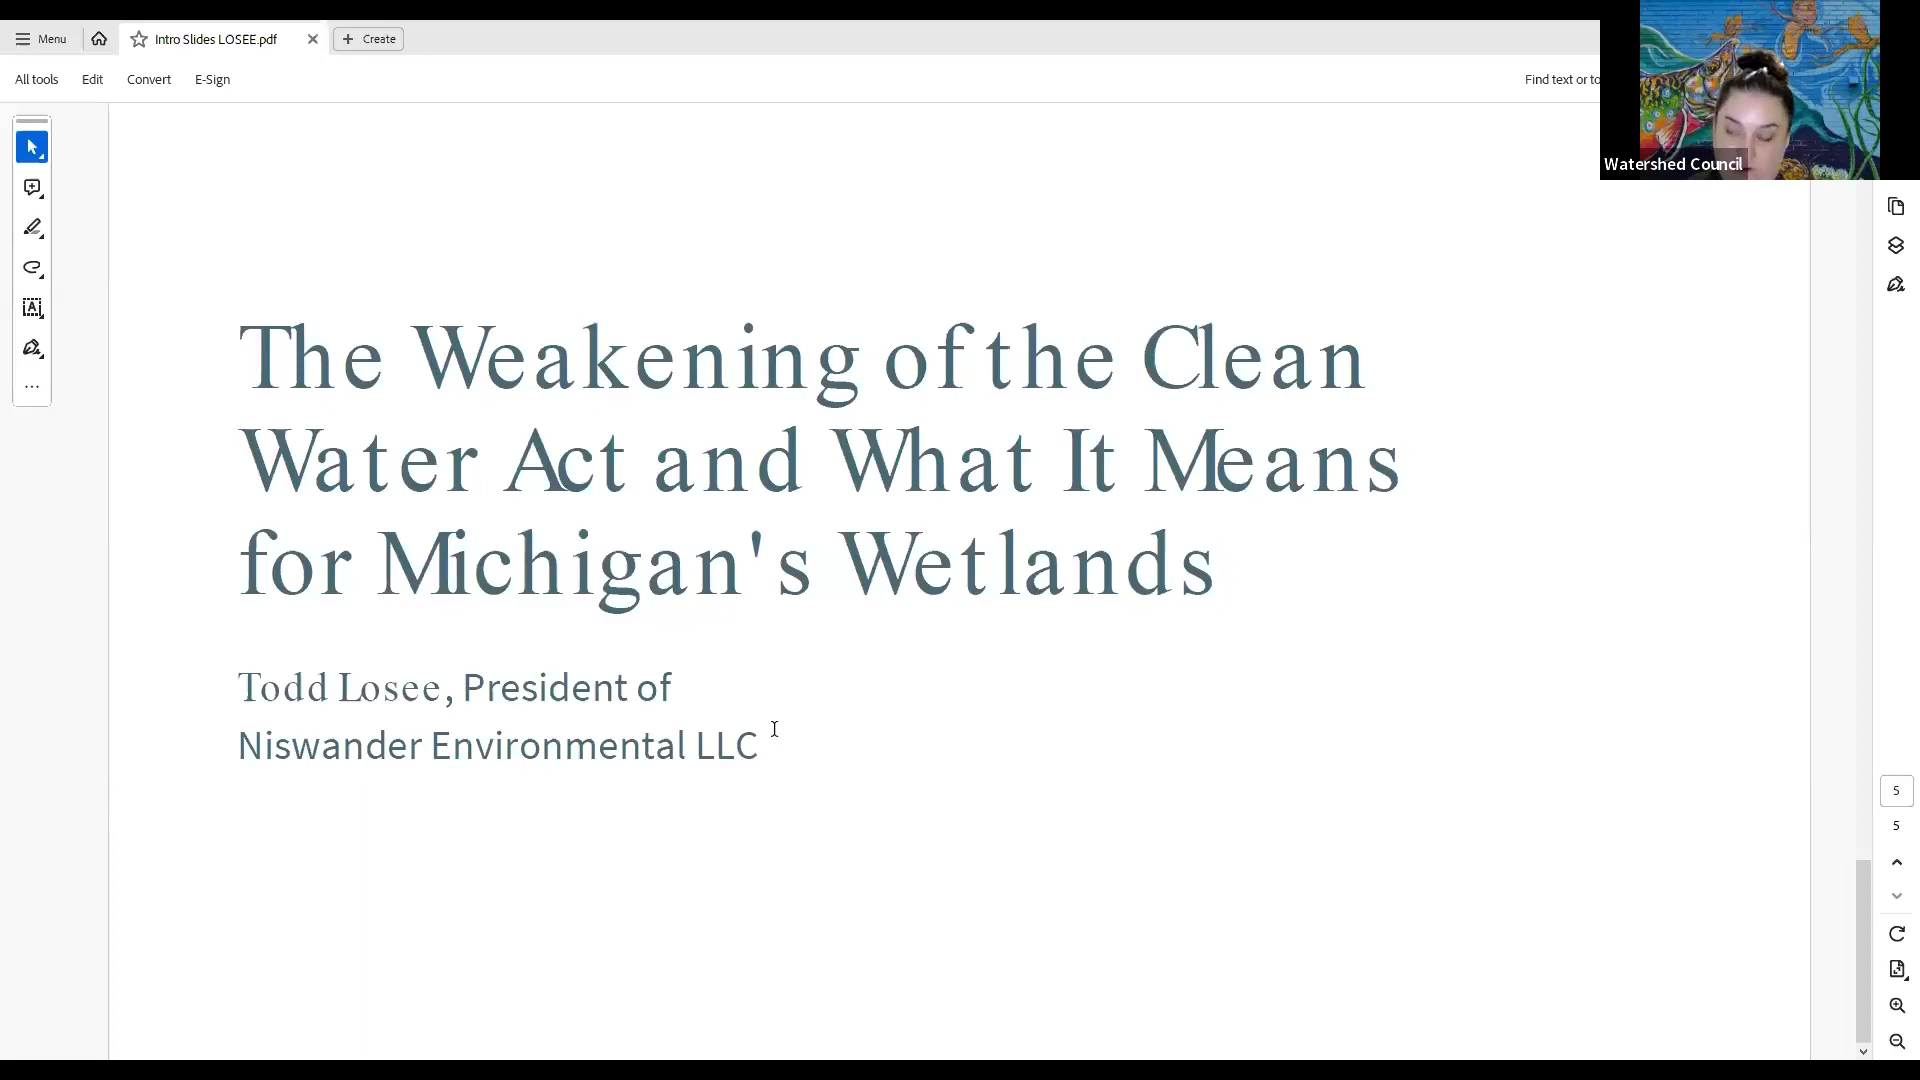 Menu
Intro Slides LOSEE.pdf
Create
All tools
Edit
Convert
E-Sign
Find text or to
Watershed Council
The Weakening of the Clean
Water Act and What It Means
for Michigan's Wetlands
Todd Losee, President of
Niswander Environmental LLC
5
5